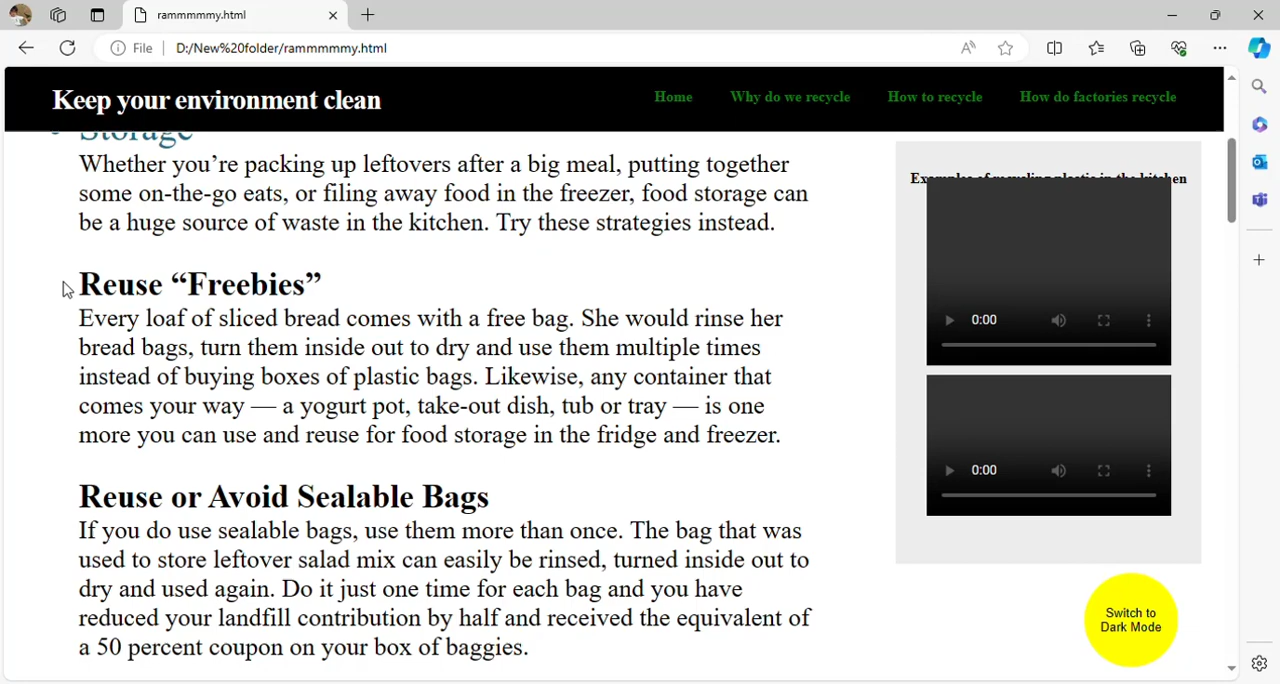 rammmmmy.html
File
D:/New%20folder/rammmmmy.html
Keep your environment clean
Home
Why do we recycle
How to recycle
How do factories recycle
Storage
Whether you’re packing up leftovers after a big meal, putting together
some on-the-go eats, or filing away food in the freezer, food storage can
be a huge source of waste in the kitchen. Try these strategies instead.
Reuse “Freebies”
Every loaf of sliced bread comes with a free bag. She would rinse her
bread bags, turn them inside out to dry and use them multiple times
instead of buying boxes of plastic bags. Likewise, any container that
comes your way — a yogurt pot, take-out dish, tub or tray — is one
more you can use and reuse for food storage in the fridge and freezer.
Reuse or Avoid Sealable Bags
If you do use sealable bags, use them more than once. The bag that was
used to store leftover salad mix can easily be rinsed, turned inside out to
dry and used again. Do it just one time for each bag and you have
reduced your landfill contribution by half and received the equivalent of
a 50 percent coupon on your box of baggies.
Examples of recycling plastic in the kitchen
0:00
0:00
Switch to
Dark Mode